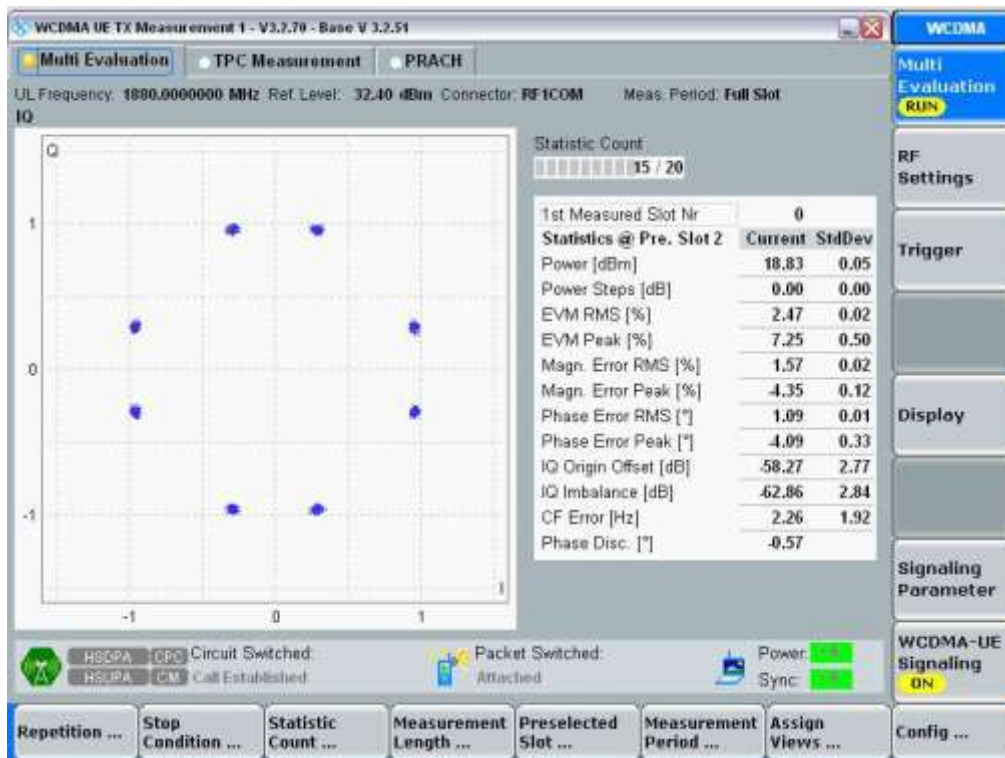 WCDMA UE TX Measurement 1 - V3.2.70 - Base V 3.2.51
WCDMA
Multi Evaluation TPC Measurement PRACH
Multi Evaluation RUN
UL Frequency: 1880.0000000 MHz Ref. Level: 32.40 dBm Connector: RF1COM Meas. Period: Full Slot
IQ
Q
1
0
-1
-1 0 1
I
Statistic Count
15 / 20
1st Measured Slot Nr 0
Statistics @ Pre. Slot 2 Current StdDev
Power [dBm] 18.83 0.05
Power Steps [dB] 0.00 0.00
EVM RMS [%] 2.47 0.02
EVM Peak [%] 7.25 0.50
Magn. Error RMS [%] 1.57 0.02
Magn. Error Peak [%] -4.35 0.12
Phase Error RMS [°] 1.09 0.01
Phase Error Peak [°] -4.09 0.33
IQ Origin Offset [dB] -58.27 2.77
IQ Imbalance [dB] -62.86 2.84
CF Error [Hz] 2.26 1.92
Phase Disc. [°] -0.57
RF Settings
Trigger
Display
Signaling Parameter
WCDMA-UE Signaling ON
HSDPA CPC Circuit Switched: Packet Switched: Power:
HSUPA CM Call Established Attached Sync:
Repetition ... Stop Condition ... Statistic Count ... Measurement Length ... Preselected Slot ... Measurement Period ... Assign Views ... Config ...